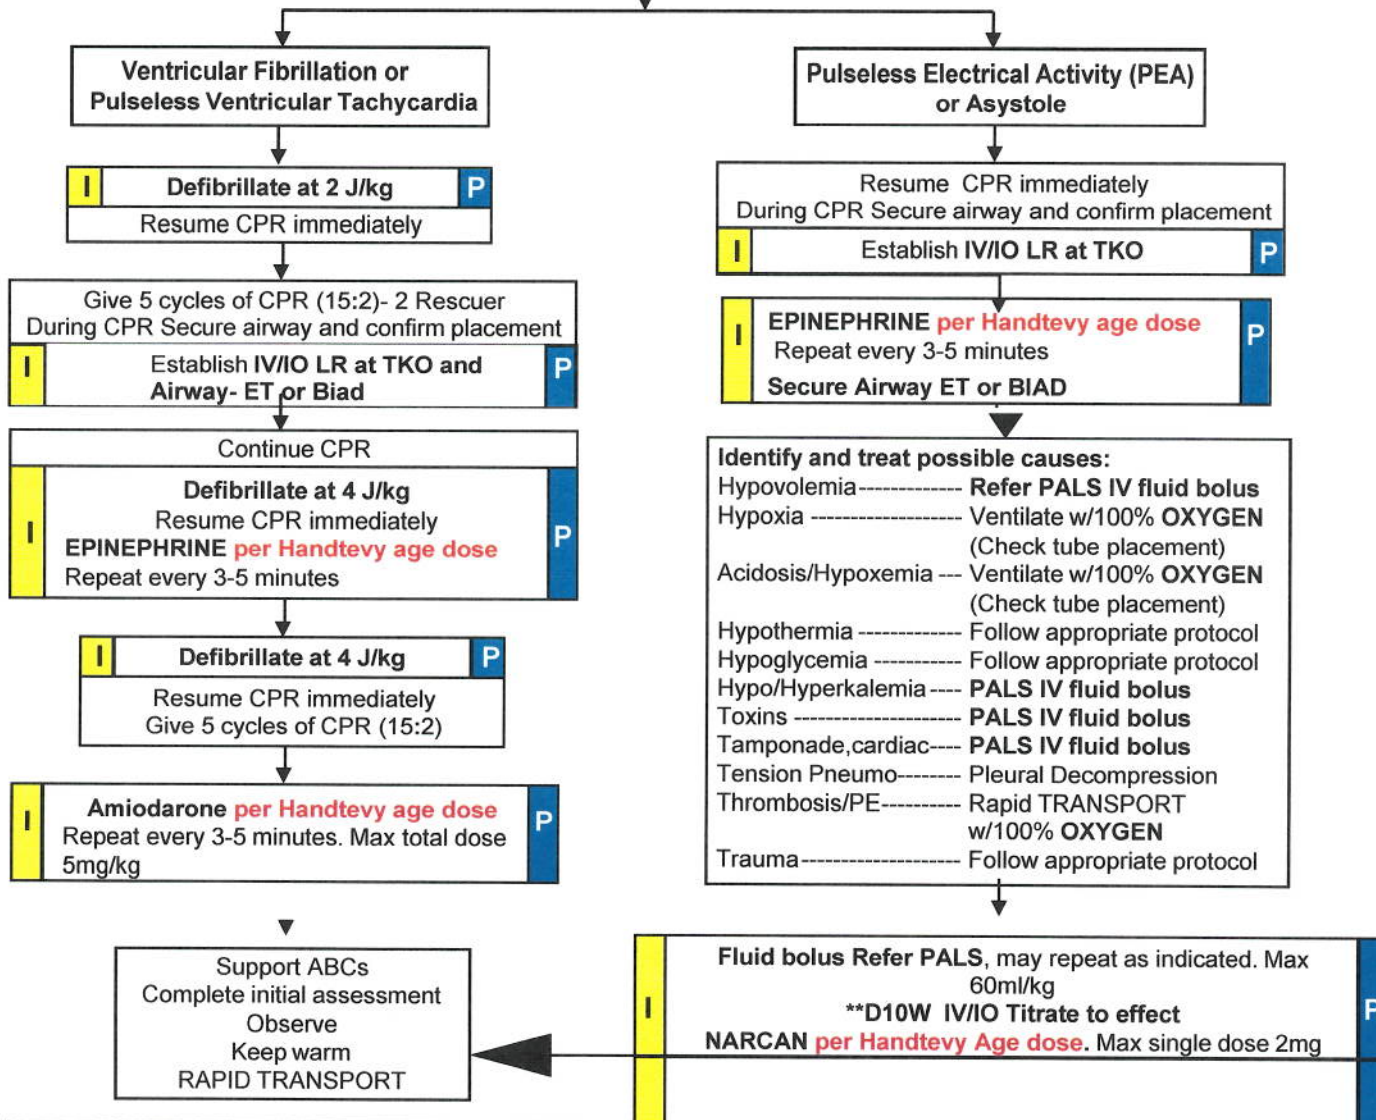 Ventricular Fibrillation or
Pulseless Ventricular Tachycardia
I
Defibrillate at 2 J/kg
P
Resume CPR immediately
Give 5 cycles of CPR (15:2)- 2 Rescuer
During CPR Secure airway and confirm placement
I
Establish IV/IO LR at TKO and
Airway- ET or Biad
P
Continue CPR
I
Defibrillate at 4 J/kg
Resume CPR immediately
EPINEPHRINE per Handtevy age dose
Repeat every 3-5 minutes
P
I
Defibrillate at 4 J/kg
P
Resume CPR immediately
Give 5 cycles of CPR (15:2)
I
Amiodarone per Handtevy age dose
Repeat every 3-5 minutes. Max total dose
5mg/kg
P
Support ABCs
Complete initial assessment
Observe
Keep warm
RAPID TRANSPORT
Pulseless Electrical Activity (PEA)
or Asystole
Resume CPR immediately
During CPR Secure airway and confirm placement
I
Establish IV/IO LR at TKO
P
I
EPINEPHRINE per Handtevy age dose
Repeat every 3-5 minutes
Secure Airway ET or BIAD
P
Identify and treat possible causes:
Hypovolemia------------- Refer PALS IV fluid bolus
Hypoxia ------------------ Ventilate w/100% OXYGEN
(Check tube placement)
Acidosis/Hypoxemia --- Ventilate w/100% OXYGEN
(Check tube placement)
Hypothermia ------------- Follow appropriate protocol
Hypoglycemia ----------- Follow appropriate protocol
Hypo/Hyperkalemia ---- PALS IV fluid bolus
Toxins --------------------- PALS IV fluid bolus
Tamponade,cardiac---- PALS IV fluid bolus
Tension Pneumo-------- Pleural Decompression
Thrombosis/PE---------- Rapid TRANSPORT
w/100% OXYGEN
Trauma-------------------- Follow appropriate protocol
I
Fluid bolus Refer PALS, may repeat as indicated. Max
60ml/kg
**D10W IV/IO Titrate to effect
NARCAN per Handtevy Age dose. Max single dose 2mg
P